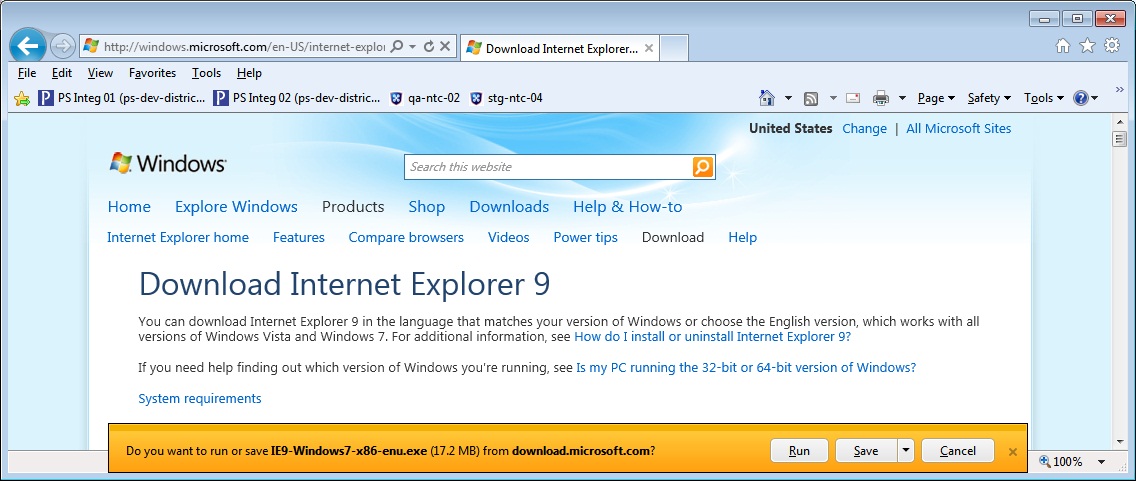 http://windows.microsoft.com/en-US/internet-explo
Download Internet Explorer...
File Edit View Favorites Tools Help
PS Integ 01 (ps-dev-distric... PS Integ 02 (ps-dev-distric... qa-ntc-02 stg-ntc-04 Page Safety Tools
United States Change | All Microsoft Sites
Windows
Search this website
Home Explore Windows Products Shop Downloads Help & How-to
Internet Explorer home Features Compare browsers Videos Power tips Download Help
Download Internet Explorer 9
You can download Internet Explorer 9 in the language that matches your version of Windows or choose the English version, which works with all
versions of Windows Vista and Windows 7. For additional information, see How do I install or uninstall Internet Explorer 9?
If you need help finding out which version of Windows you're running, see Is my PC running the 32-bit or 64-bit version of Windows?
System requirements
Do you want to run or save IE9-Windows7-x86-enu.exe (17.2 MB) from download.microsoft.com? Run Save Cancel
100%